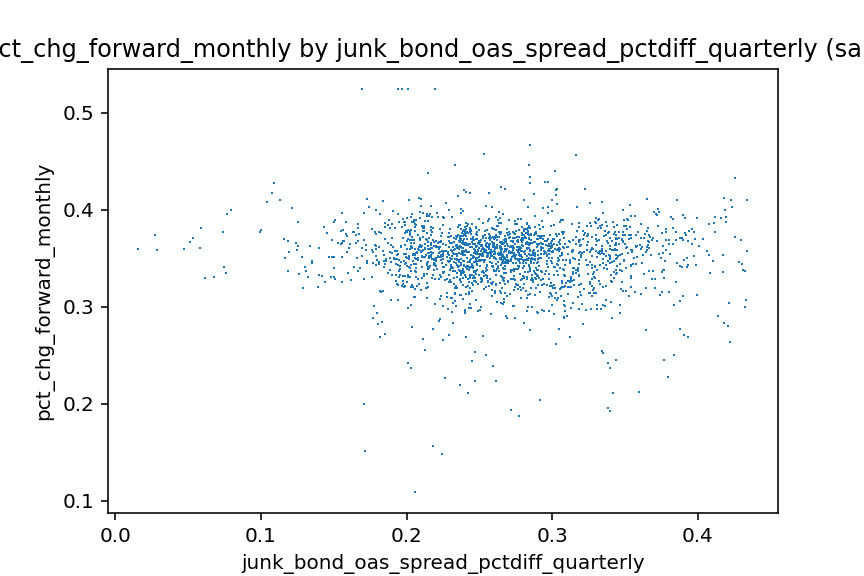 ct_chg_forward_monthly by junk_bond_oas_spread_pctdiff_quarterly (sa
0.5
0.4
0.3
0.2
0.1
pct_chg_forward_monthly
0.0 0.1 0.2 0.3 0.4
junk_bond_oas_spread_pctdiff_quarterly